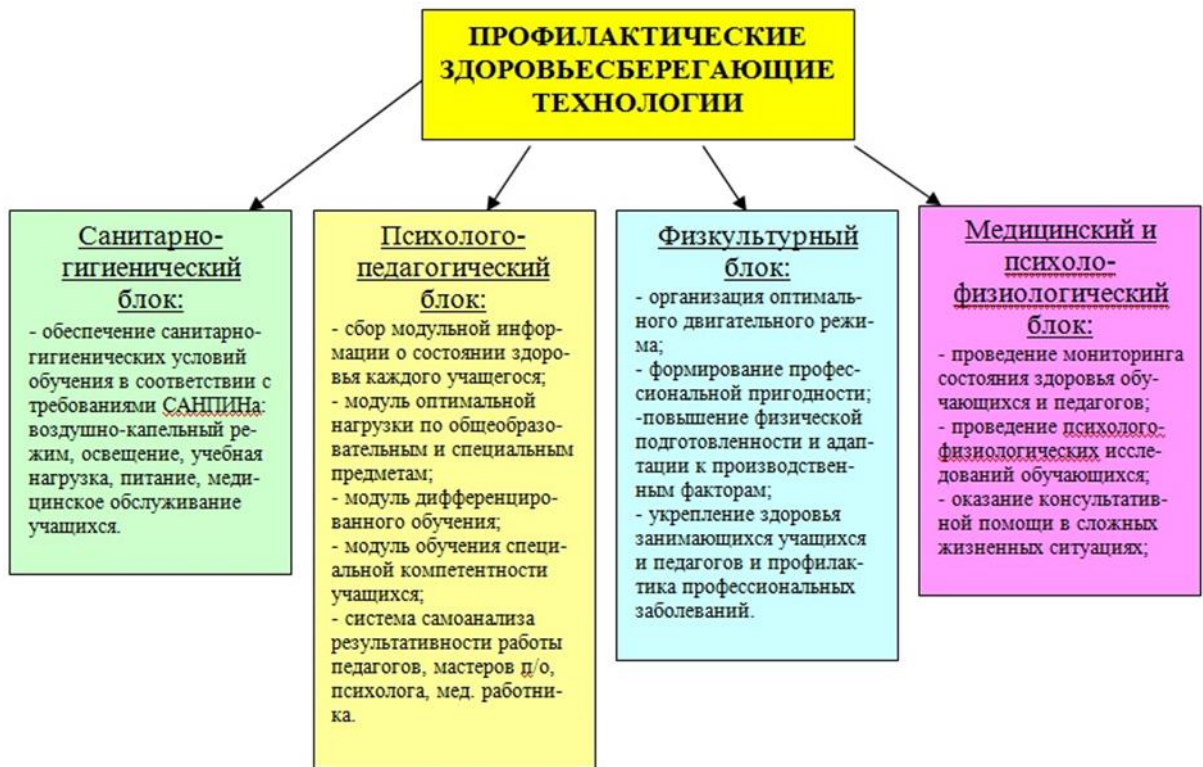 ПРОФИЛАКТИЧЕСКИЕ
ЗДОРОВЬЕСБЕРЕГАЮЩИЕ
ТЕХНОЛОГИИ
Санитарно-
гигиенический
блок:
- обеспечение санитарно-
гигиенических условий
обучения в соответствии с
требованиями САНПИНа:
воздушно-капельный ре-
жим, освещение, учебная
нагрузка, питание, меди-
цинское обслуживание
учащихся.
Психолого-
педагогический
блок:
- сбор модульной инфор-
мации о состоянии здоро-
вья каждого учащегося;
- модуль оптимальной
нагрузки по общеобразо-
вательным и специальным
предметам;
- модуль дифференциро-
ванного обучения;
- модуль обучения специ-
альной компетентности
учащихся;
- система самоанализа
результативности работы
педагогов, мастеров п/о,
психолога, мед. работни-
ка.
Физкультурный
блок:
- организация оптималь-
ного двигательного режи-
ма;
- формирование профес-
сиональной пригодности;
-повышение физической
подготовленности и адап-
тации к производствен-
ным факторам;
- укрепление здоровья
занимающихся учащихся
и педагогов и профилак-
тика профессиональных
заболеваний.
Медицинский и
психоло-
физиологический
блок:
- проведение мониторинга
состояния здоровья обу-
чающихся и педагогов;
- проведение психолого-
физиологических иссле-
дований обучающихся;
- оказание консультатив-
ной помощи в сложных
жизненных ситуациях;